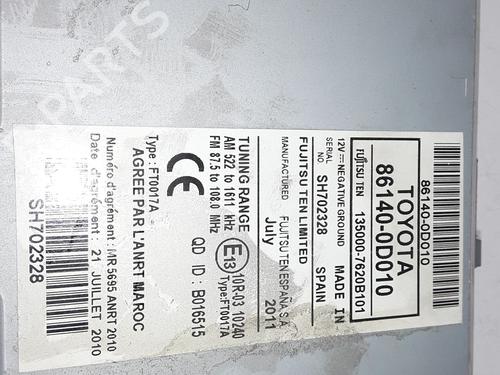 86140-0D010
TOYOTA
86140-0D010
FUJITSU TEN 135000-7620B101
12V NEGATIVE GROUND MADE IN
SERIAL NO. SH702328 SPAIN
FUJITSU TEN LIMITED
MANUFACTURED FUJITSU TEN ESPAÑA S.A.
July 2011
TUNING RANGE
AM 522 to 1611 kHz
FM 87.5 to 108.0 MHz
E13
10R-03 10240
Type:FT0017A
CE
QD ID : B016515
Type : FT0017A
AGREE PAR L'ANRT MAROC
Numéro d'agrément : MR 5695 ANRT 2010
Date d'agrément : 21 JUILLET 2010
SH702328
PARTS